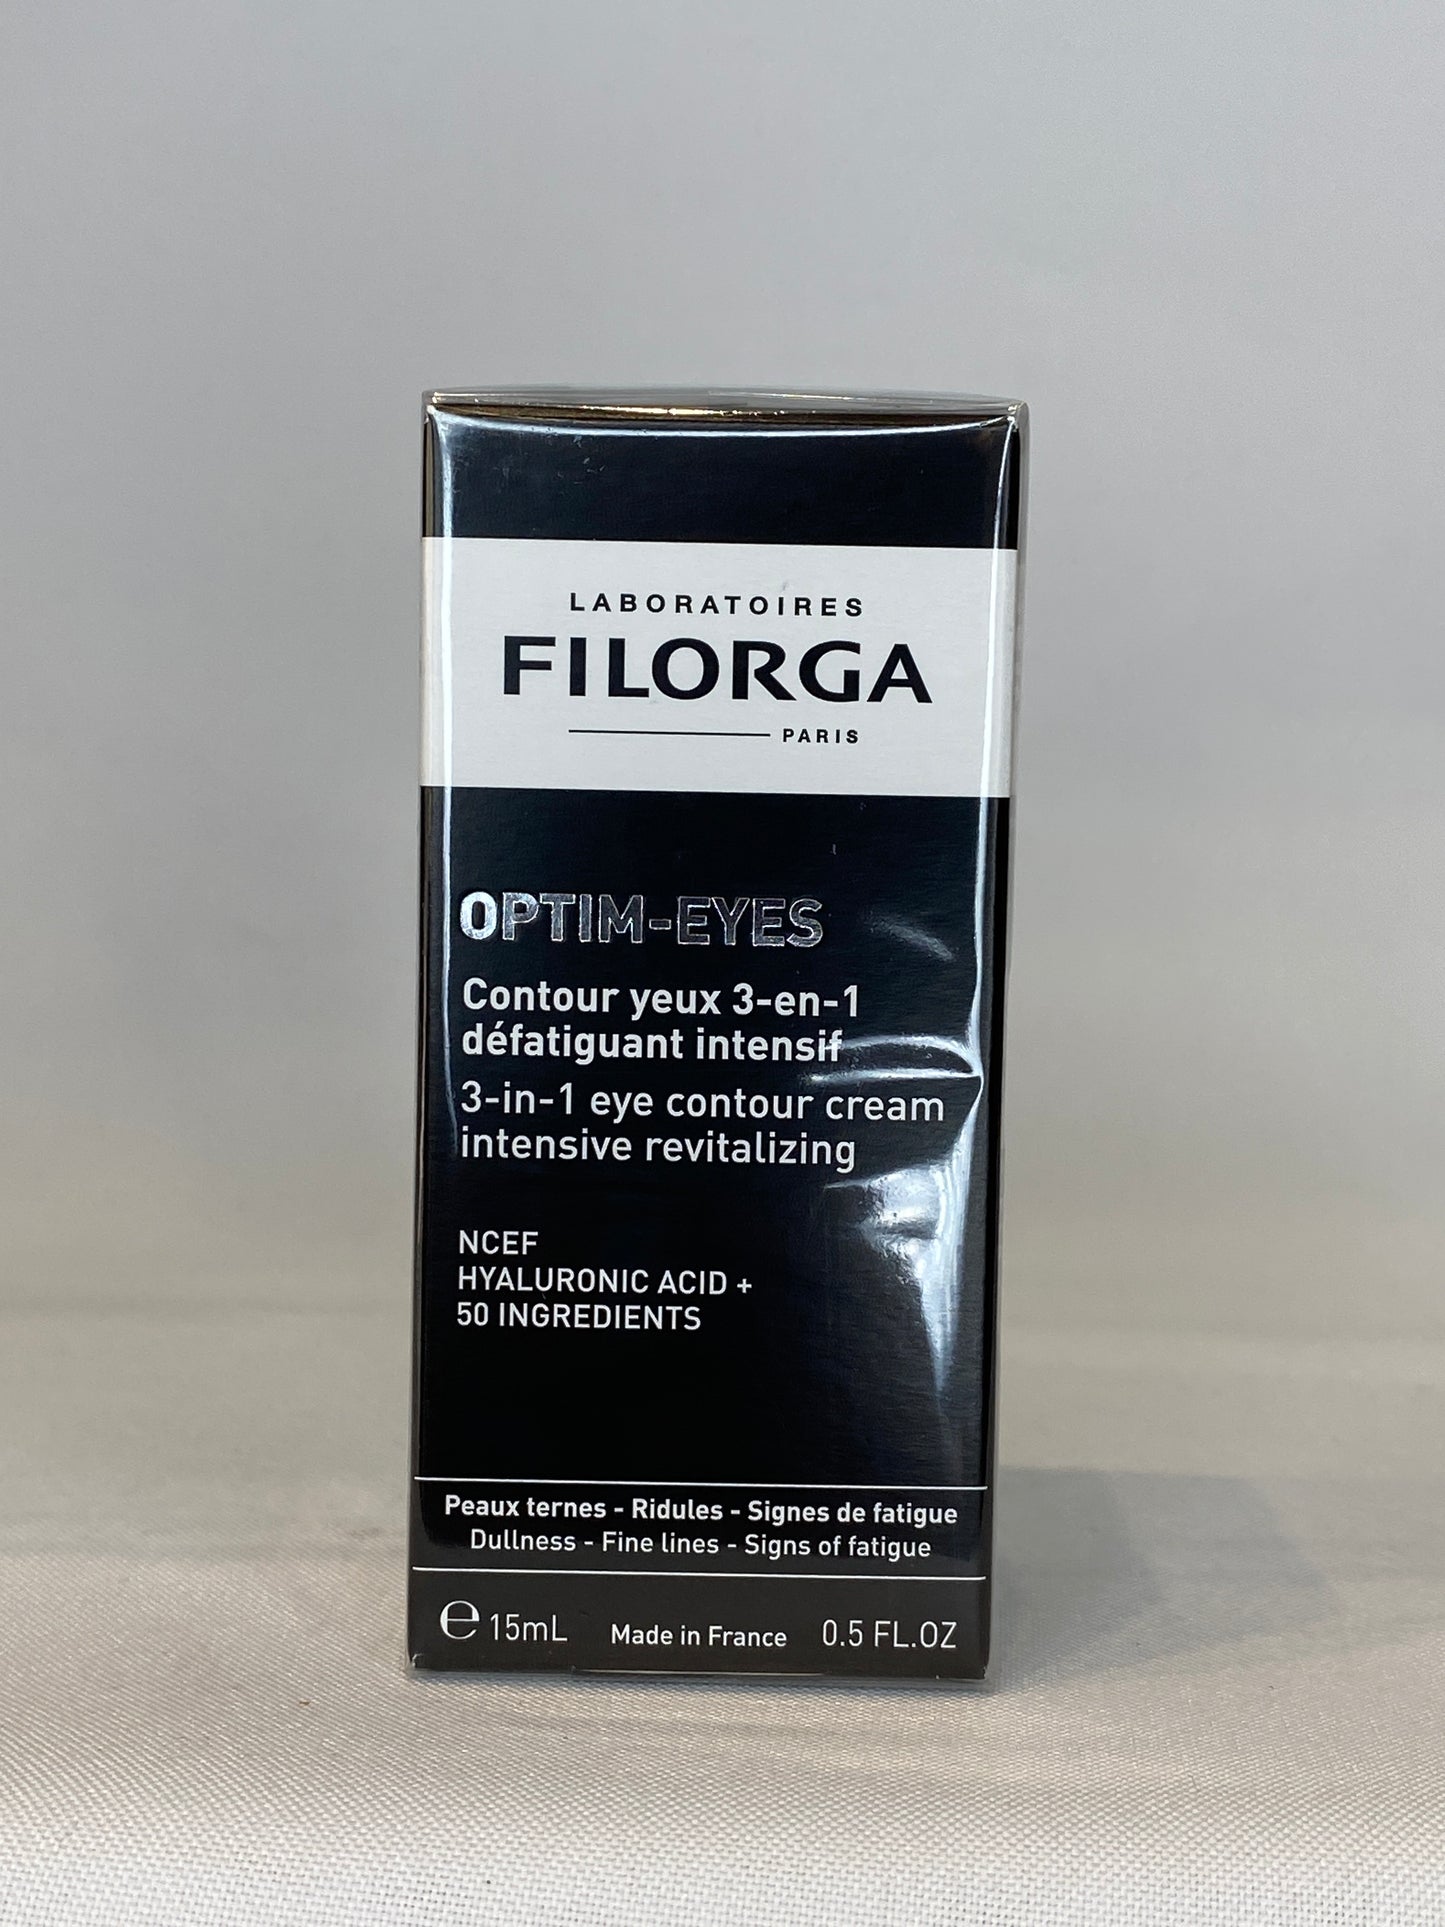 LABORATOIRES
FILORGA
PARIS
OPTIM-EYES
Contour yeux 3-en-1
défatiguant intensif
3-in-1 eye contour cream
intensive revitalizing
NCEF
HYALURONIC ACID +
50 INGREDIENTS
Peaux ternes - Ridules - Signes de fatigue
Dullness - Fine lines - Signs of fatigue
℮ 15mL Made in France 0.5 FL.OZ